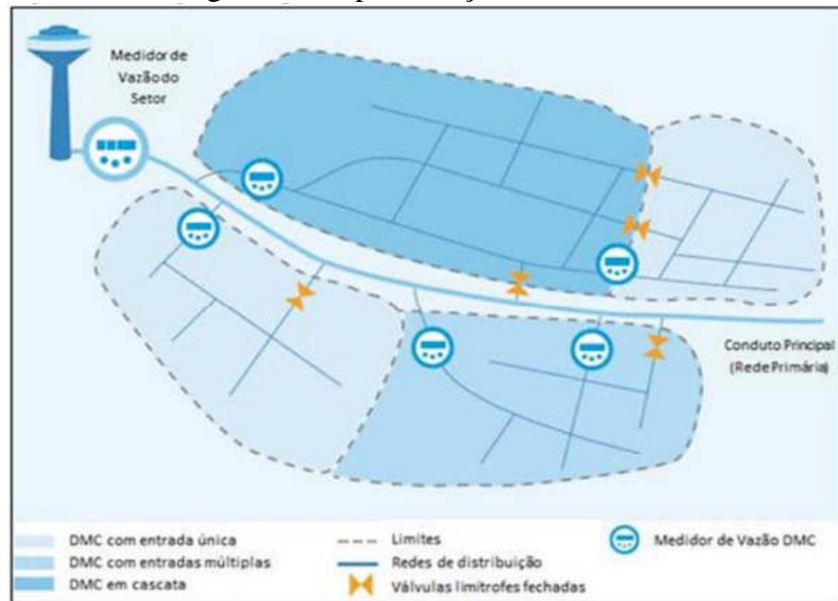 Medidor de
Vazão do
Setor
Conduto Principal
(Rede Primária)
DMC com entrada única
DMC com entradas múltiplas
DMC em cascata
Limites
Redes de distribuição
Válvulas limítrofes fechadas
Medidor de Vazão DMC